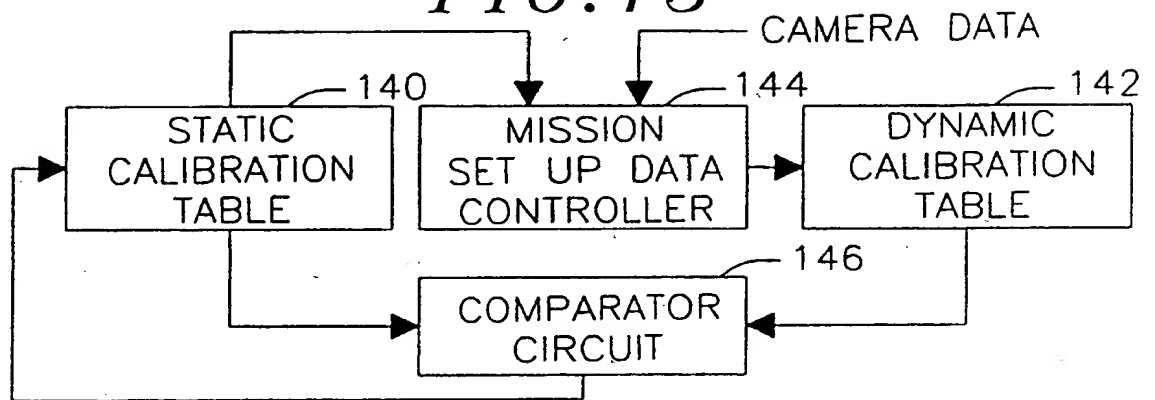 CAMERA DATA
140
144
142
STATIC
CALIBRATION
TABLE
MISSION
SET UP DATA
CONTROLLER
DYNAMIC
CALIBRATION
TABLE
146
COMPARATOR
CIRCUIT